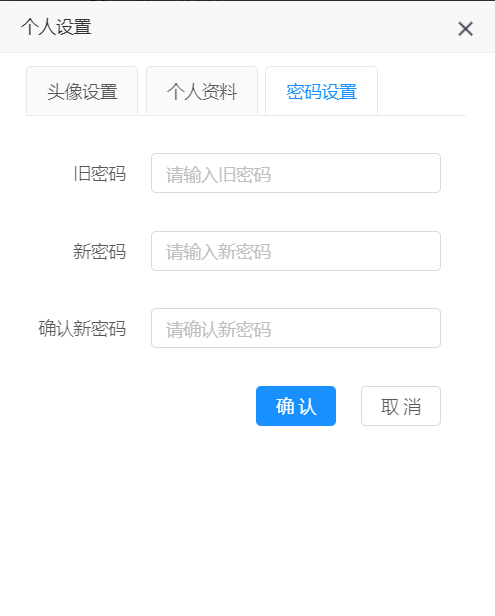 个人设置
头像设置 个人资料 密码设置
旧密码 请输入旧密码
新密码 请输入新密码
确认新密码 请确认新密码
确 认 取 消